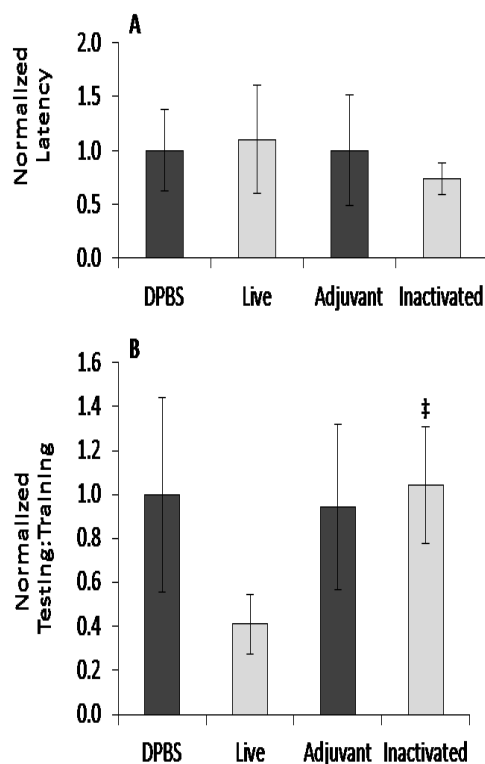 A
Normalized
Latency
2.0
1.5
1.0
0.5
0.0
DPBS Live Adjuvant Inactivated
B
Normalized
Testing:Training
1.6
1.4
1.2
1.0
0.8
0.6
0.4
0.2
0.0
‡
DPBS Live Adjuvant Inactivated